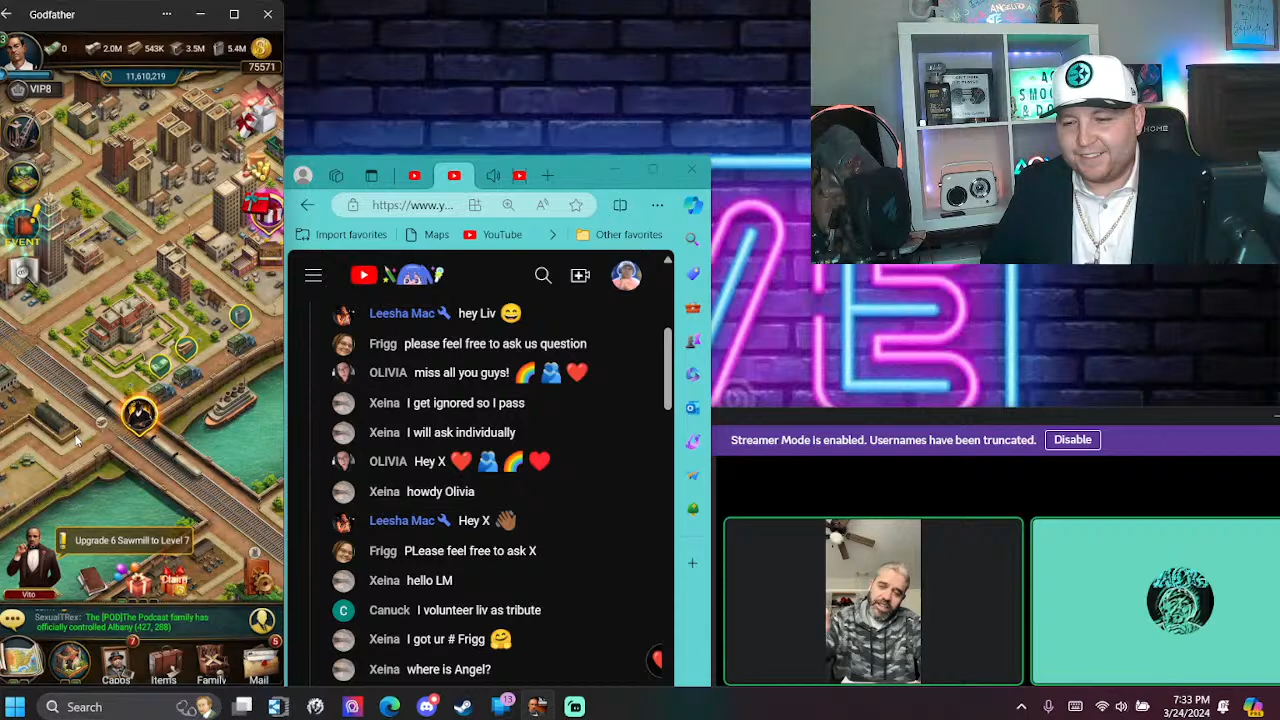 Godfather
0
2.0M
543K
3.5M
5.4M
75571
11,610,219
3
VIP8
EVENT
Upgrade 6 Sawmill to Level 7
Vito
Claim
SexualTRex: The [POD]The Podcast family has
officially controlled Albany (427, 288)
7
5
Capos
Items
Family
Mail
https://www.y...
Import favorites
Maps
YouTube
Other favorites
Leesha Mac hey Liv 😄
Frigg please feel free to ask us question
OLIVIA miss all you guys! 🌈🫂❤️
Xeina I get ignored so I pass
Xeina I will ask individually
OLIVIA Hey X ❤️🫂🌈❤️
Xeina howdy Olivia
Leesha Mac Hey X 👋🏾
Frigg PLease feel free to ask X
Xeina hello LM
C Canuck I volunteer liv as tribute
Xeina I got ur # Frigg 🤗
Xeina where is Angel?
HOME
Streamer Mode is enabled. Usernames have been truncated.
Disable
Search
13
7:33 PM
3/24/2024